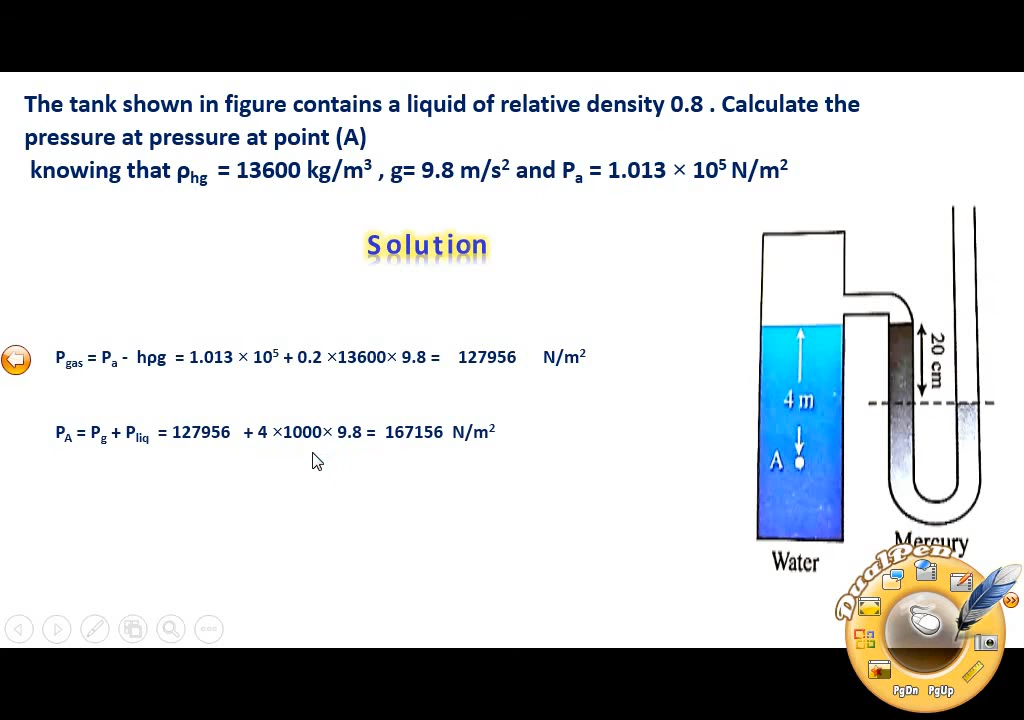 The tank shown in figure contains a liquid of relative density 0.8 . Calculate the
pressure at pressure at point (A)
knowing that ρhg = 13600 kg/m³ , g= 9.8 m/s² and Pa = 1.013 × 10⁵ N/m²
Solution
Pgas = Pa - hρg = 1.013 × 10⁵ + 0.2 ×13600× 9.8 = 127956 N/m²
PA = Pg + Pliq = 127956 + 4 ×1000× 9.8 = 167156 N/m²
20 cm
4 m
A
Mercury
Water
DualPen
PgDn PgUp